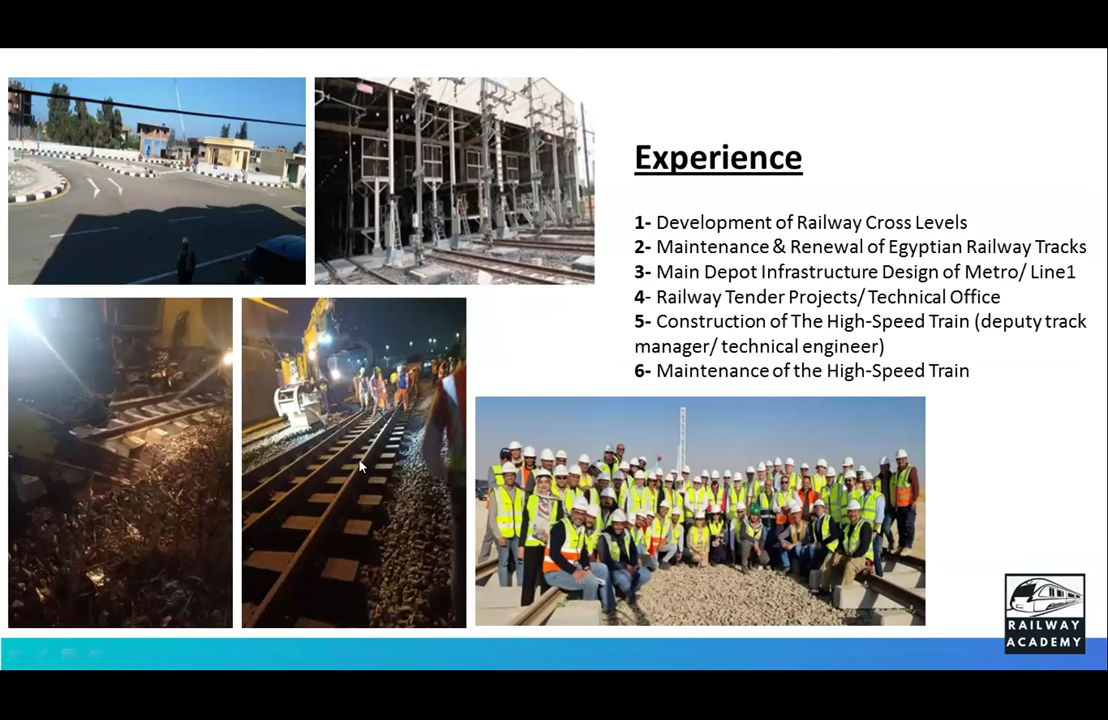 Experience
1- Development of Railway Cross Levels
2- Maintenance & Renewal of Egyptian Railway Tracks
3- Main Depot Infrastructure Design of Metro/ Line1
4- Railway Tender Projects/ Technical Office
5- Construction of The High-Speed Train (deputy track
manager/ technical engineer)
6- Maintenance of the High-Speed Train
RAILWAY
ACADEMY